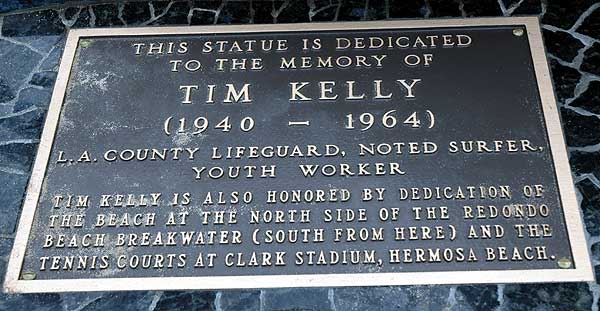 THIS STATUE IS DEDICATED
TO THE MEMORY OF
TIM KELLY
(1940 – 1964)
L.A. COUNTY LIFEGUARD, NOTED SURFER,
YOUTH WORKER
TIM KELLY IS ALSO HONORED BY DEDICATION OF
THE BEACH AT THE NORTH SIDE OF THE REDONDO
BEACH BREAKWATER (SOUTH FROM HERE) AND THE
TENNIS COURTS AT CLARK STADIUM, HERMOSA BEACH.